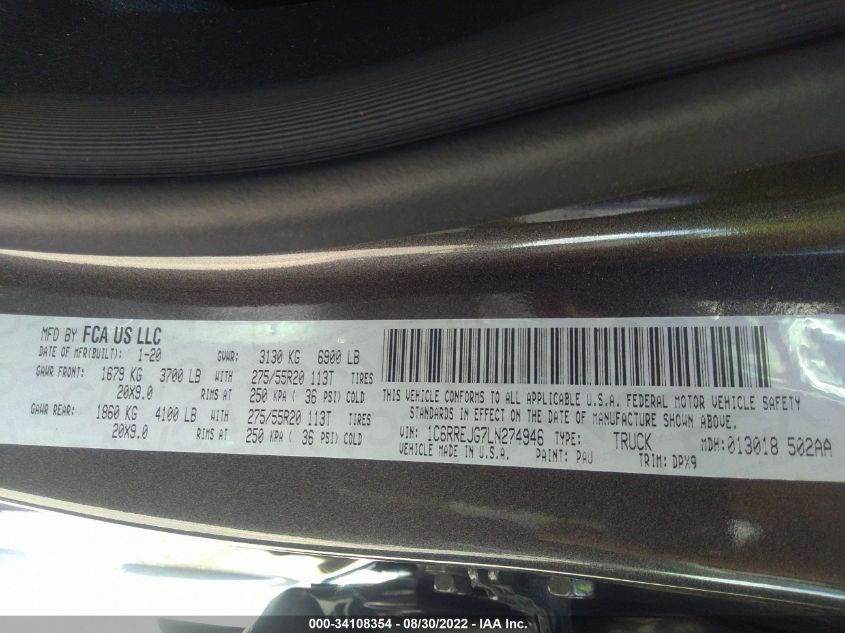 MFD BY FCA US LLC
DATE OF MFR(BUILT): 1-20 GVWR: 3130 KG 6900 LB
GAWR FRONT: 1679 KG 3700 LB WITH 275/55R20 113T TIRES
20X9.0 RIMS AT 250 KPA ( 36 PSI) COLD
GAWR REAR: 1860 KG 4100 LB WITH 275/55R20 113T TIRES
20X9.0 RIMS AT 250 KPA ( 36 PSI) COLD
THIS VEHICLE CONFORMS TO ALL APPLICABLE U.S.A. FEDERAL MOTOR VEHICLE SAFETY
STANDARDS IN EFFECT ON THE DATE OF MANUFACTURE SHOWN ABOVE.
VIN: 1C6RREJG7LN274946 TYPE: TRUCK MDH:013018 502AA
VEHICLE MADE IN U.S.A. PAINT: PAU TRIM: DPX9
000-34108354 - 08/30/2022 - IAA Inc.